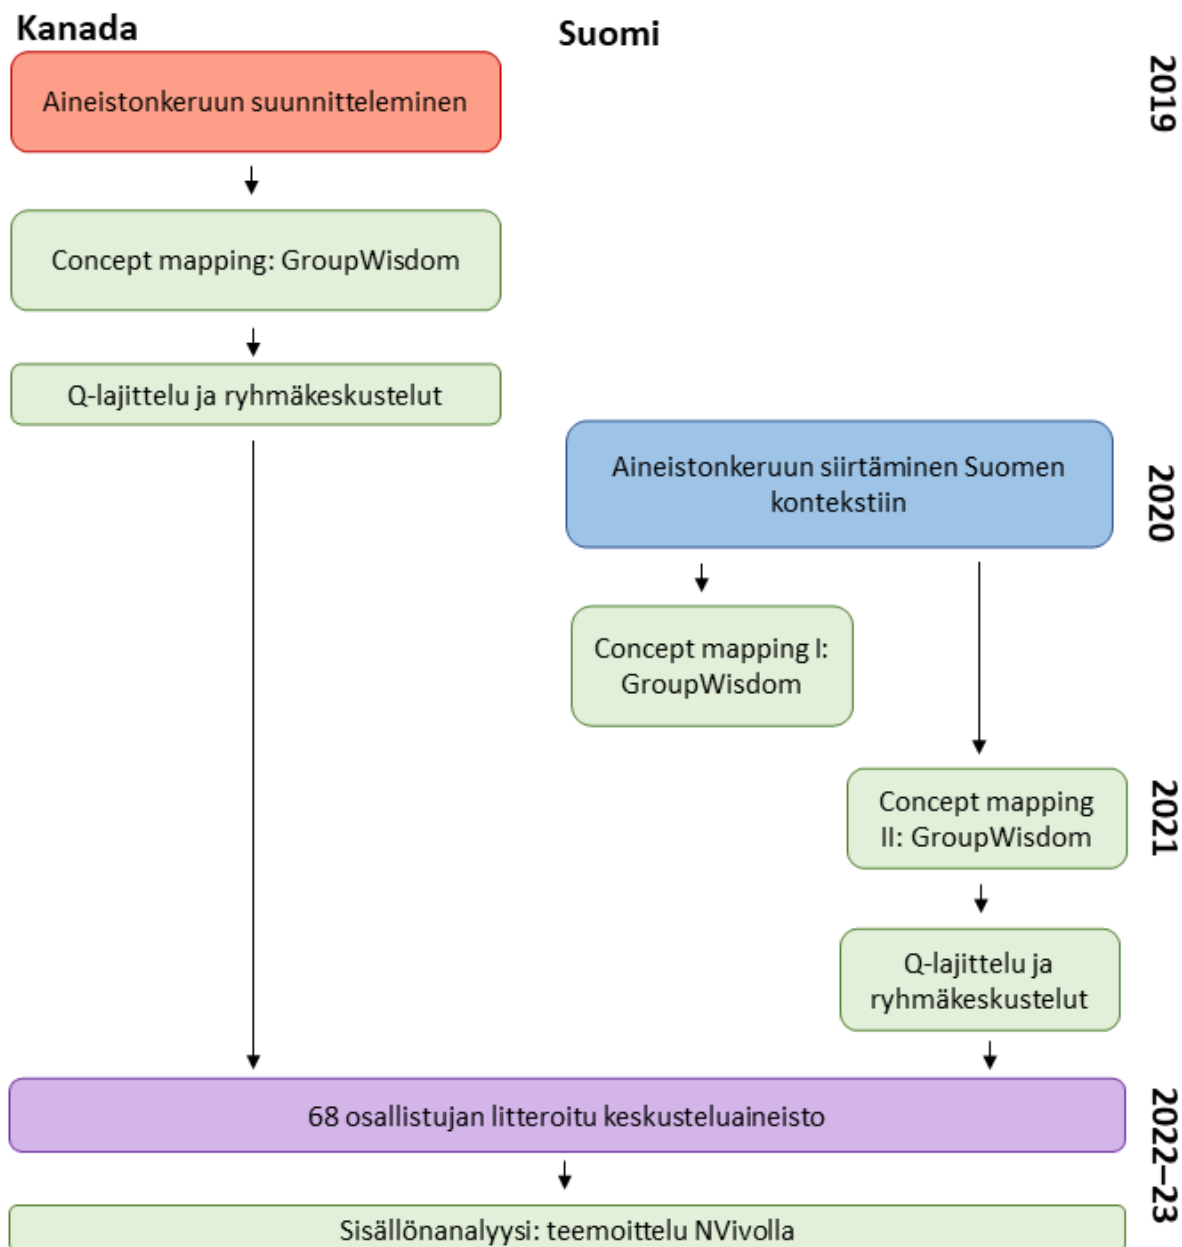 Kanada
Suomi
2019
Aineistonkeruun suunnitteleminen
Concept mapping: GroupWisdom
Q-lajittelu ja ryhmäkeskustelut
Aineistonkeruun siirtäminen Suomen
kontekstiin
2020
Concept mapping I:
GroupWisdom
Concept mapping
II: GroupWisdom
2021
Q-lajittelu ja
ryhmäkeskustelut
68 osallistujan litteroitu keskusteluaineisto
2022–23
Sisällönanalyysi: teemoittelu NVivolla